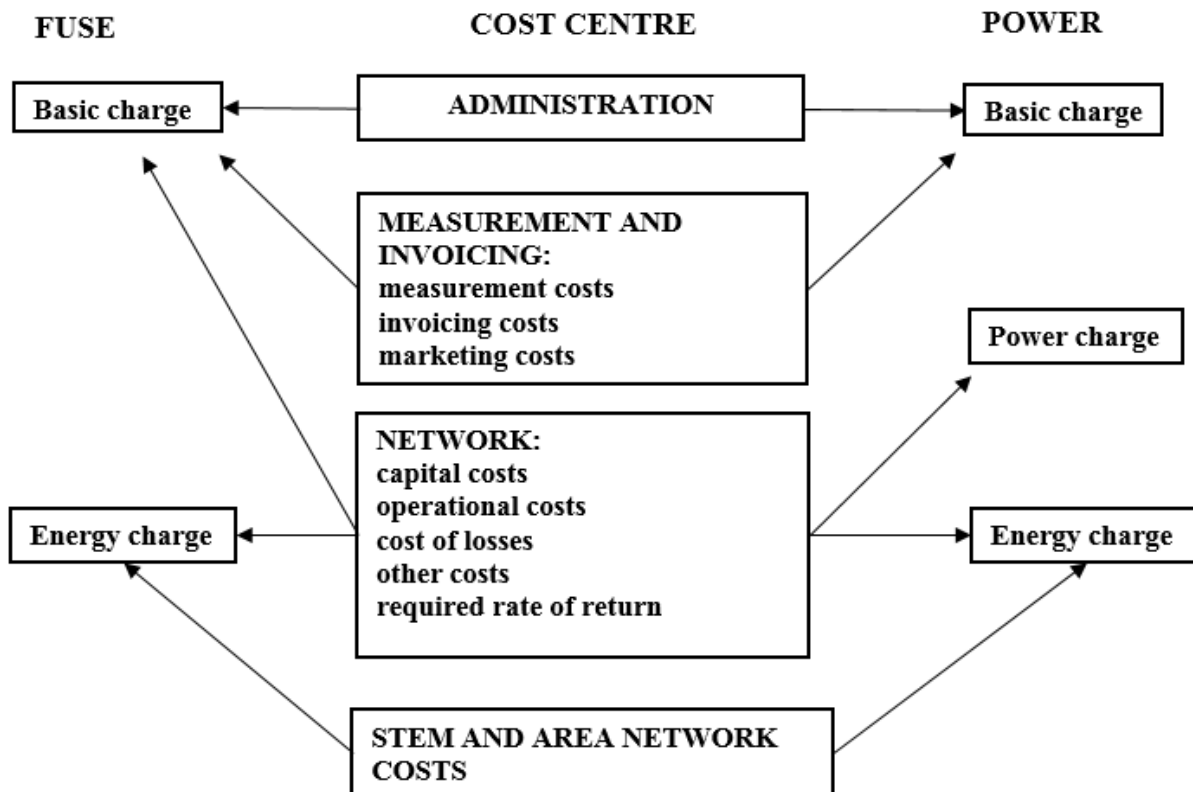 FUSE
COST CENTRE
POWER
Basic charge
ADMINISTRATION
Basic charge
MEASUREMENT AND
INVOICING:
measurement costs
invoicing costs
marketing costs
Power charge
NETWORK:
capital costs
operational costs
cost of losses
other costs
required rate of return
Energy charge
Energy charge
STEM AND AREA NETWORK
COSTS